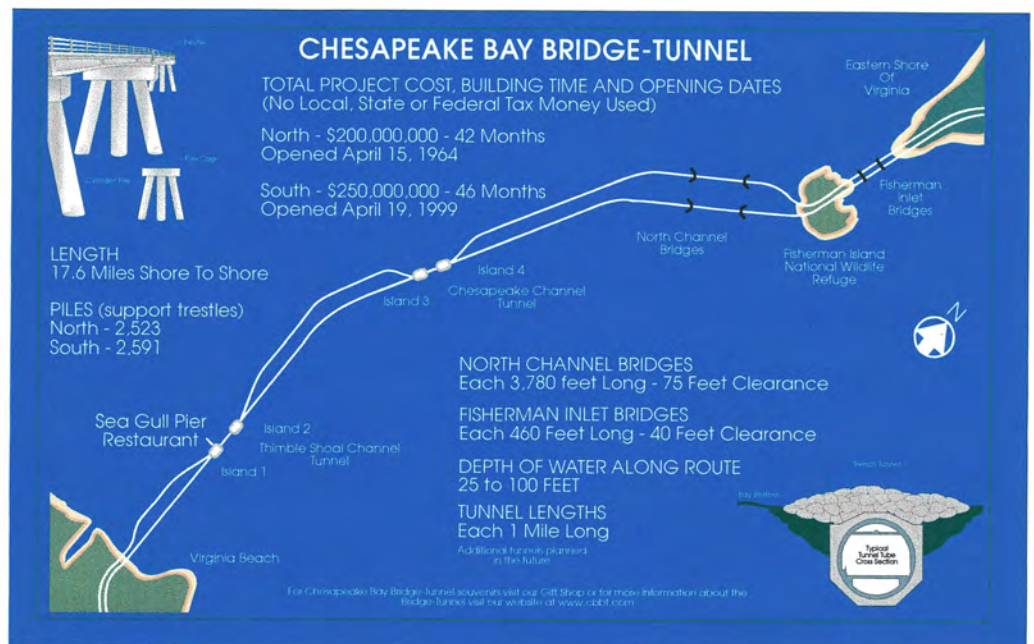 CHESAPEAKE BAY BRIDGE-TUNNEL
TOTAL PROJECT COST, BUILDING TIME AND OPENING DATES
(No Local, State or Federal Tax Money Used)
North - $200,000,000 - 42 Months
Opened April 15, 1964
South - $250,000,000 - 46 Months
Opened April 19, 1999
Eastern Shore
Of
Virginia
Trestle
Pile Cap
Cylinder Pile
LENGTH
17.6 Miles Shore To Shore
PILES (support trestles)
North - 2,523
South - 2,591
Fisherman
Inlet
Bridges
North Channel
Bridges
Fisherman Island
National Wildlife
Refuge
Island 4
Chesapeake Channel
Tunnel
Island 3
N
NORTH CHANNEL BRIDGES
Each 3,780 feet Long - 75 Feet Clearance
FISHERMAN INLET BRIDGES
Each 460 Feet Long - 40 Feet Clearance
DEPTH OF WATER ALONG ROUTE
25 to 100 FEET
TUNNEL LENGTHS
Each 1 Mile Long
Additional tunnels planned
in the future
Sea Gull Pier
Restaurant
Island 2
Thimble Shoal Channel
Tunnel
Island 1
Virginia Beach
Trench Tunnel
Bay Bottom
Typical
Tunnel Tube
Cross Section
For Chesapeake Bay Bridge-Tunnel souvenirs visit our Gift Shop or for more information about the
Bridge-Tunnel visit our website at www.cbbt.com